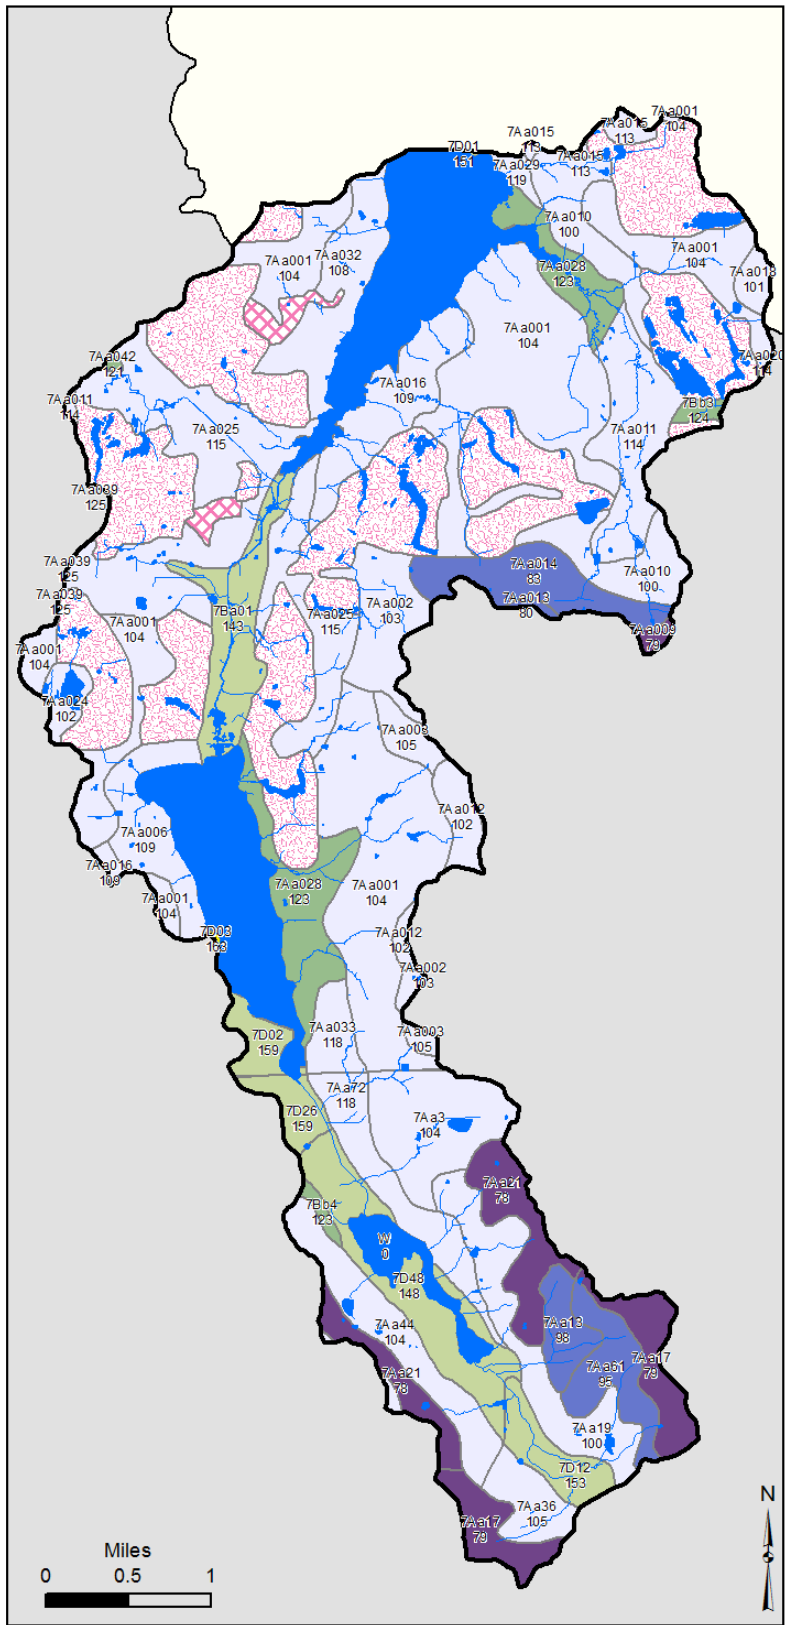 7Aa001
104
7Aa015
113
7Aa015
113
7D01
151
7Aa015
113
7Aa029
119
7Aa010
100
7Aa001
104
7Aa032
108
7Aa001
104
7Aa018
101
7Aa028
123
7Aa001
104
7Aa042
121
7Aa020
114
7Aa016
109
7Aa011
114
7Bb3
124
7Aa025
115
7Aa011
114
7Aa039
125
7Aa039
125
7Aa014
83
7Aa010
100
7Aa039
125
7Aa002
103
7Aa013
80
7Ba01
143
7Aa025
115
7Aa001
104
7Aa009
79
7Aa001
104
7Aa024
102
7Aa003
105
7Aa012
102
7Aa006
109
7Aa016
109
7Aa028
123
7Aa001
104
7Aa001
104
7D03
163
7Aa012
102
7Aa002
103
7D02
159
7Aa033
118
7Aa003
105
7Aa72
118
7D26
159
7Aa3
104
7Aa21
78
7Bb4
123
W
0
7D48
148
7Aa44
104
7Aa13
98
7Aa61
95
7Aa17
79
7Aa21
78
7Aa19
100
7D12
153
7Aa36
105
7Aa17
79
N
Miles
0 0.5 1